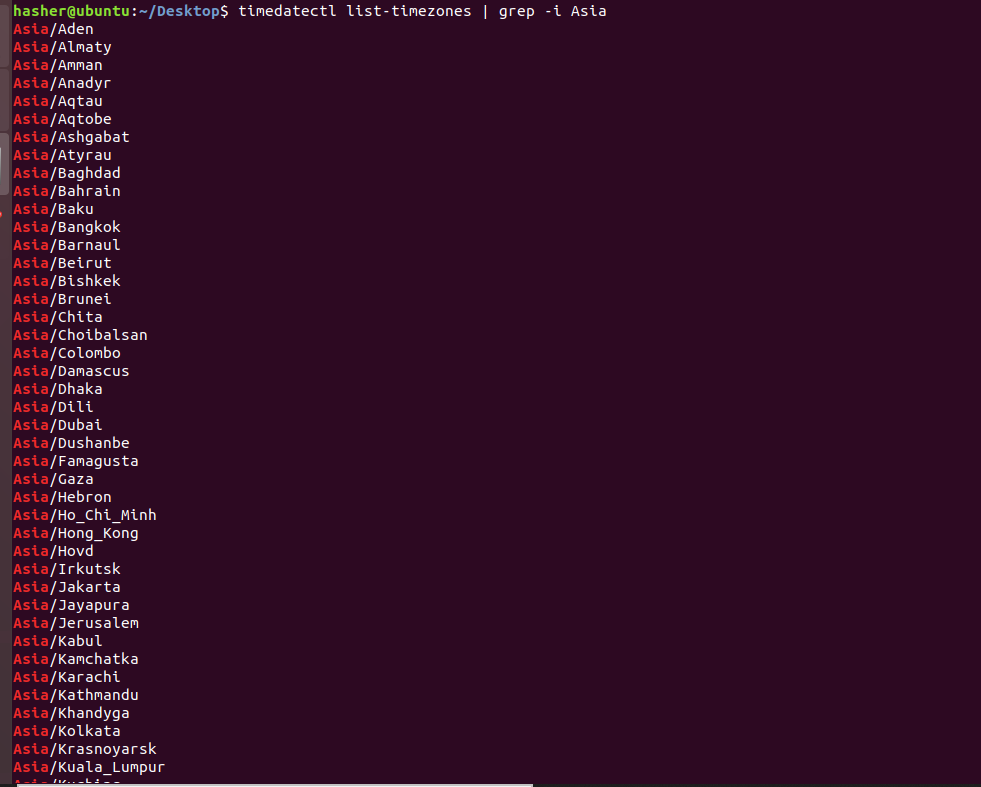 hasher@ubuntu:~/Desktop$ timedatectl list-timezones | grep -i Asia
Asia/Aden
Asia/Almaty
Asia/Amman
Asia/Anadyr
Asia/Aqtau
Asia/Aqtobe
Asia/Ashgabat
Asia/Atyrau
Asia/Baghdad
Asia/Bahrain
Asia/Baku
Asia/Bangkok
Asia/Barnaul
Asia/Beirut
Asia/Bishkek
Asia/Brunei
Asia/Chita
Asia/Choibalsan
Asia/Colombo
Asia/Damascus
Asia/Dhaka
Asia/Dili
Asia/Dubai
Asia/Dushanbe
Asia/Famagusta
Asia/Gaza
Asia/Hebron
Asia/Ho_Chi_Minh
Asia/Hong_Kong
Asia/Hovd
Asia/Irkutsk
Asia/Jakarta
Asia/Jayapura
Asia/Jerusalem
Asia/Kabul
Asia/Kamchatka
Asia/Karachi
Asia/Kathmandu
Asia/Khandyga
Asia/Kolkata
Asia/Krasnoyarsk
Asia/Kuala_Lumpur